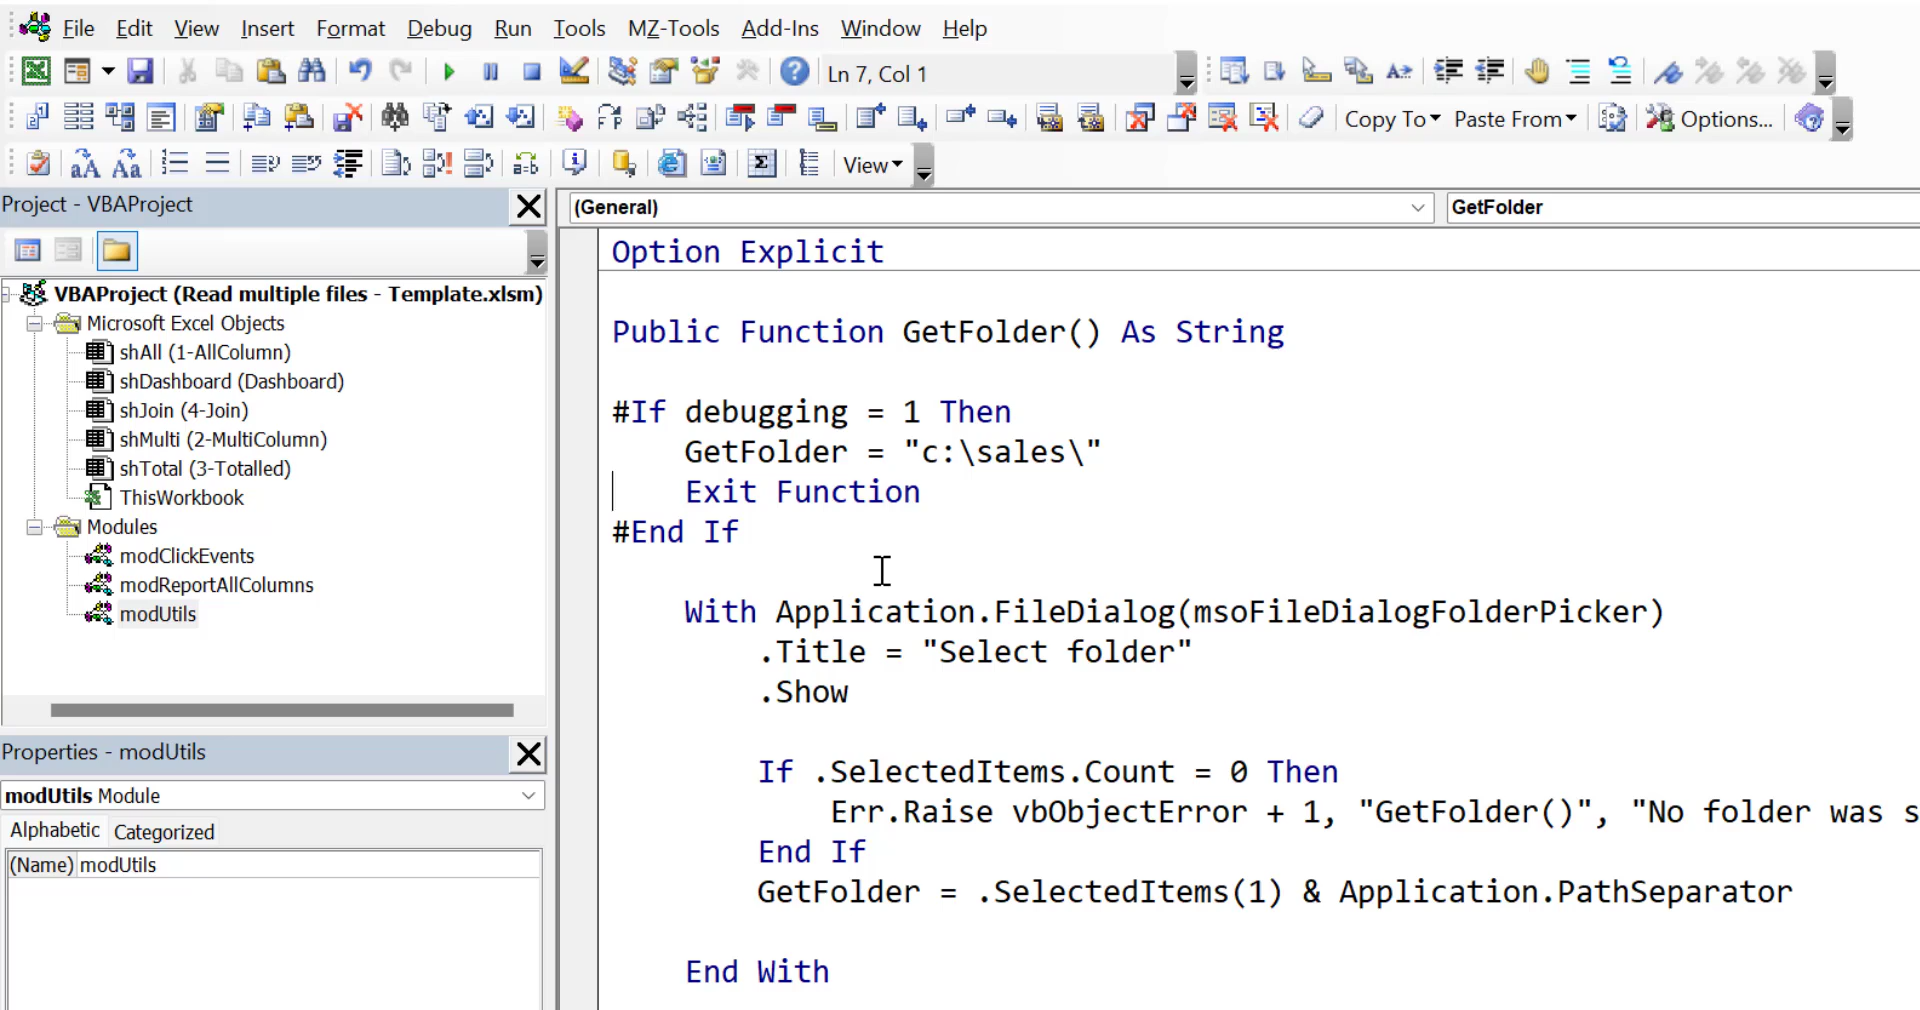 File Edit View Insert Format Debug Run Tools MZ-Tools Add-Ins Window Help
Ln 7, Col 1
Copy To Paste From Options...
View
Project - VBAProject
(General) GetFolder
VBAProject (Read multiple files - Template.xlsm)
Microsoft Excel Objects
shAll (1-AllColumn)
shDashboard (Dashboard)
shJoin (4-Join)
shMulti (2-MultiColumn)
shTotal (3-Totalled)
ThisWorkbook
Modules
modClickEvents
modReportAllColumns
modUtils
Properties - modUtils
modUtils Module
Alphabetic Categorized
(Name) modUtils
Option Explicit
Public Function GetFolder() As String
#If debugging = 1 Then
GetFolder = "c:\sales\"
Exit Function
#End If
With Application.FileDialog(msoFileDialogFolderPicker)
.Title = "Select folder"
.Show
If .SelectedItems.Count = 0 Then
Err.Raise vbObjectError + 1, "GetFolder()", "No folder was s
End If
GetFolder = .SelectedItems(1) & Application.PathSeparator
End With